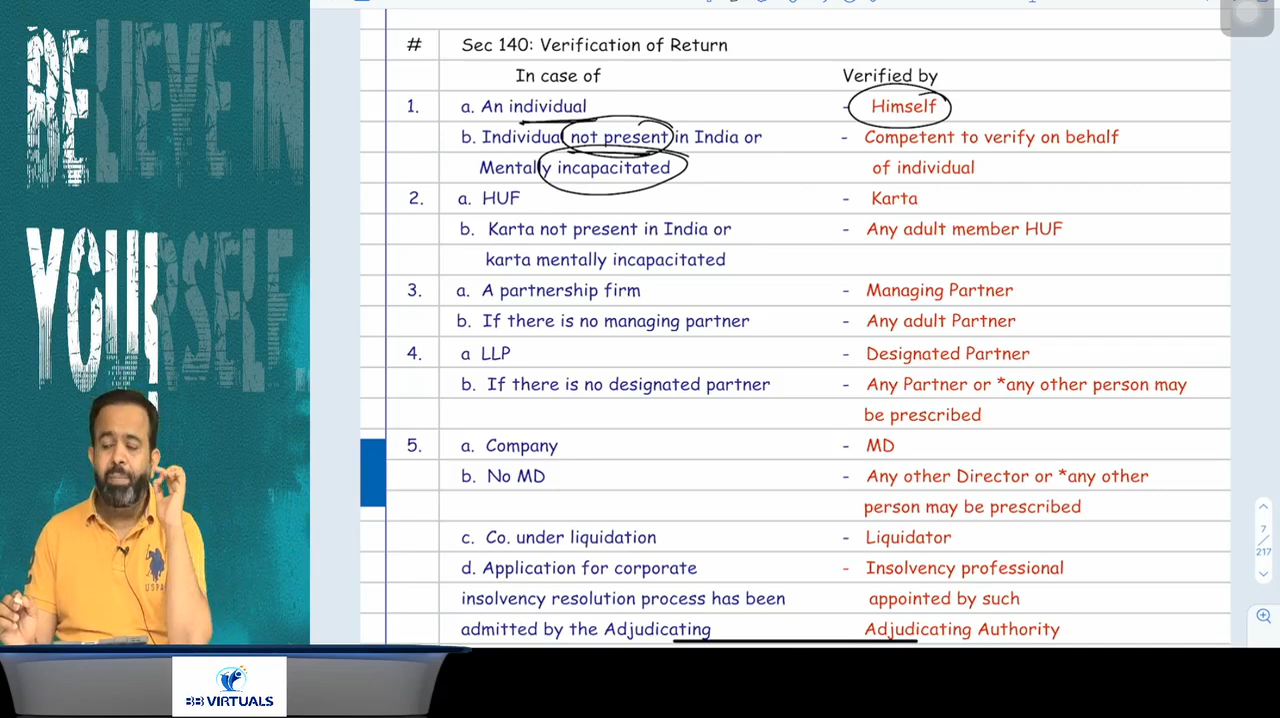 BELIEVE IN
YOURSELF.
# Sec 140: Verification of Return
In case of Verified by
1. a. An individual - Himself
b. Individual not present in India or - Competent to verify on behalf
Mentally incapacitated of individual
2. a. HUF - Karta
b. Karta not present in India or - Any adult member HUF
karta mentally incapacitated
3. a. A partnership firm - Managing Partner
b. If there is no managing partner - Any adult Partner
4. a LLP - Designated Partner
b. If there is no designated partner - Any Partner or *any other person may
be prescribed
5. a. Company - MD
b. No MD - Any other Director or *any other
person may be prescribed
c. Co. under liquidation - Liquidator
d. Application for corporate - Insolvency professional
insolvency resolution process has been appointed by such
admitted by the Adjudicating Adjudicating Authority
7
/
217
BB VIRTUALS